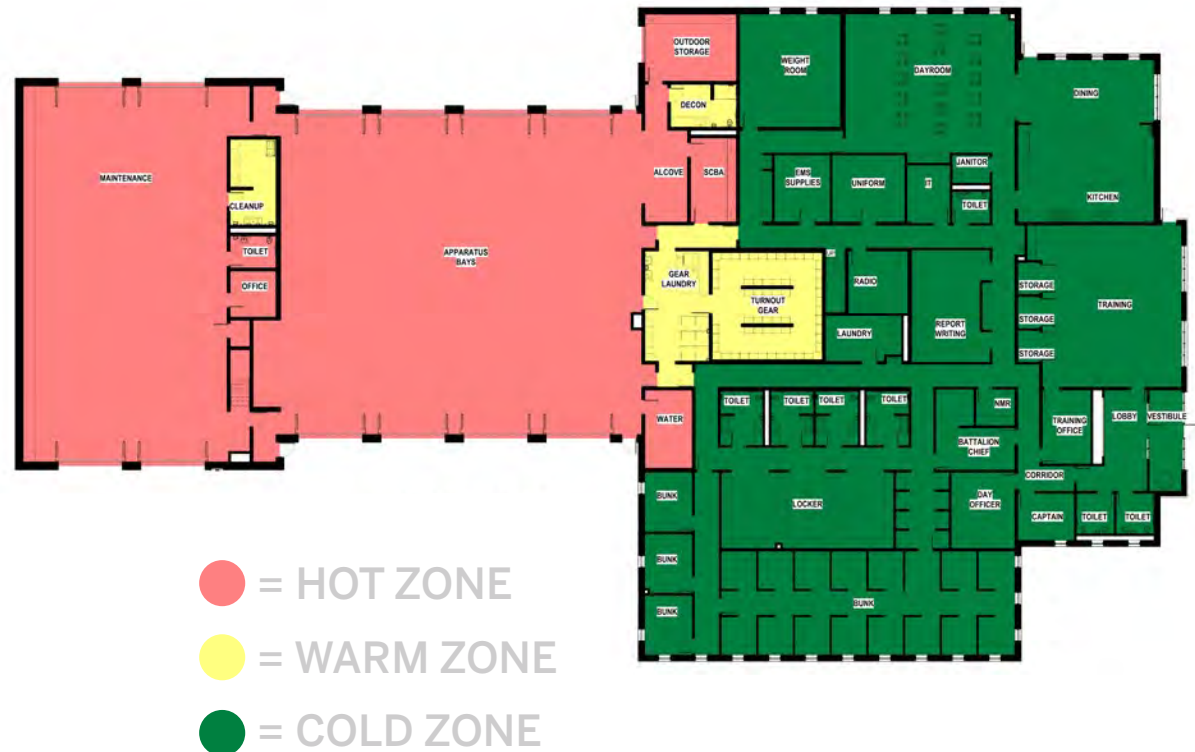 OUTDOOR
STORAGE
WEIGHT
ROOM
DAYROOM
DINING
DECON
MAINTENANCE
ALCOVE
SCBA
EMS
SUPPLIES
UNIFORM
IT
JANITOR
TOILET
KITCHEN
CLEANUP
TOILET
OFFICE
APPARATUS
BAYS
GEAR
LAUNDRY
TURNOUT
GEAR
RADIO
LAUNDRY
REPORT
WRITING
STORAGE
STORAGE
STORAGE
TRAINING
WATER
TOILET
TOILET
TOILET
TOILET
NMR
BATTALION
CHIEF
TRAINING
OFFICE
LOBBY
VESTIBULE
CORRIDOR
BUNK
LOCKER
DAY
OFFICER
CAPTAIN
TOILET
TOILET
BUNK
BUNK
BUNK
= HOT ZONE
= WARM ZONE
= COLD ZONE